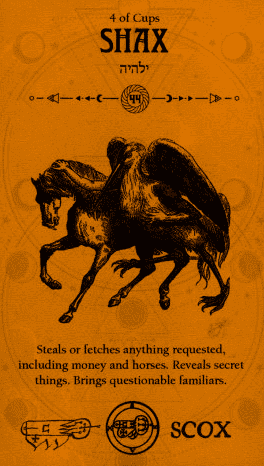 4 of Cups
SHAX
ילהיה
44
Steals or fetches anything requested,
including money and horses. Reveals secret
things. Brings questionable familiars.
SCOX